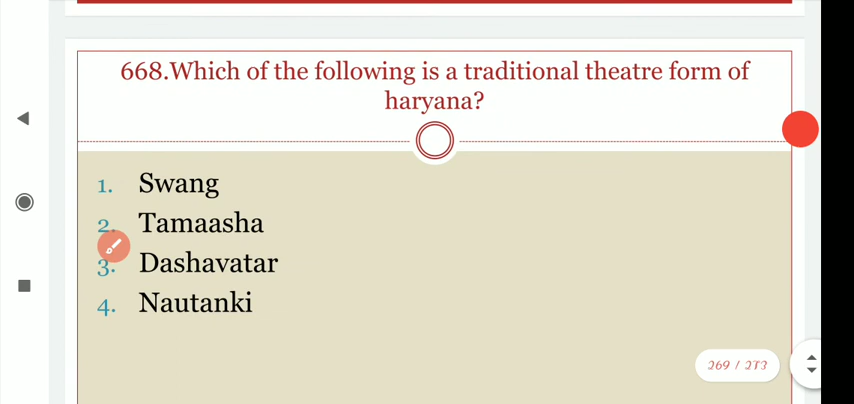 668.Which of the following is a traditional theatre form of
haryana?
1. Swang
2. Tamaasha
3. Dashavatar
4. Nautanki
269 / 273